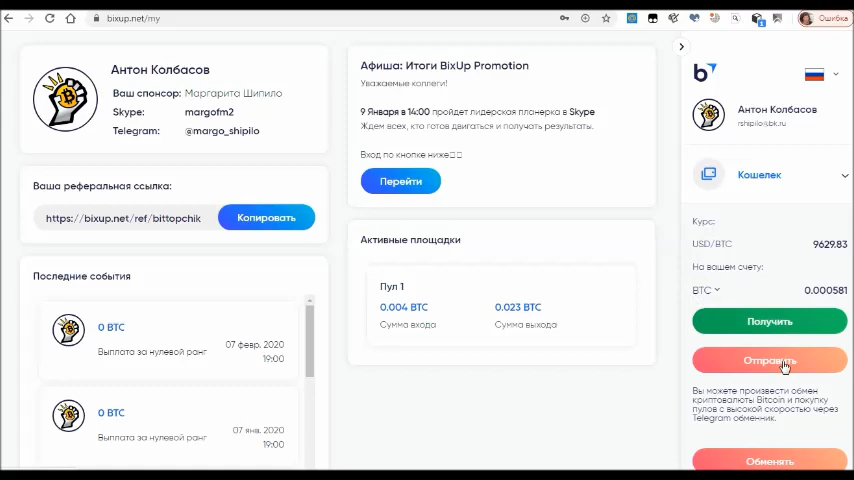 bixup.net/my
Ошибка
Антон Колбасов
Ваш спонсор: Маргарита Шипило
Skype: margofm2
Telegram: @margo_shipilo
Ваша реферальная ссылка:
https://bixup.net/ref/bittopchik
Копировать
Последние события
0 BTC
Выплата за нулевой ранг
07 февр. 2020
19:00
0 BTC
Выплата за нулевой ранг
07 янв. 2020
19:00
Афиша: Итоги BixUp Promotion
Уважаемые коллеги!
9 Января в 14:00 пройдет лидерская планерка в Skype
Ждем всех, кто готов двигаться и получать результаты.
Вход по кнопке ниже
Перейти
Активные площадки
Пул 1
0.004 BTC
Сумма входа
0.023 BTC
Сумма выхода
b
Антон Колбасов
rshipilo@bk.ru
Кошелек
Курс:
USD/BTC 9629.83
На вашем счету:
BTC 0.000581
Получить
Отправить
Вы можете произвести обмен
криптовалюты Bitcoin и покупку
пулов с высокой скоростью через
Telegram обменник.
Обменять